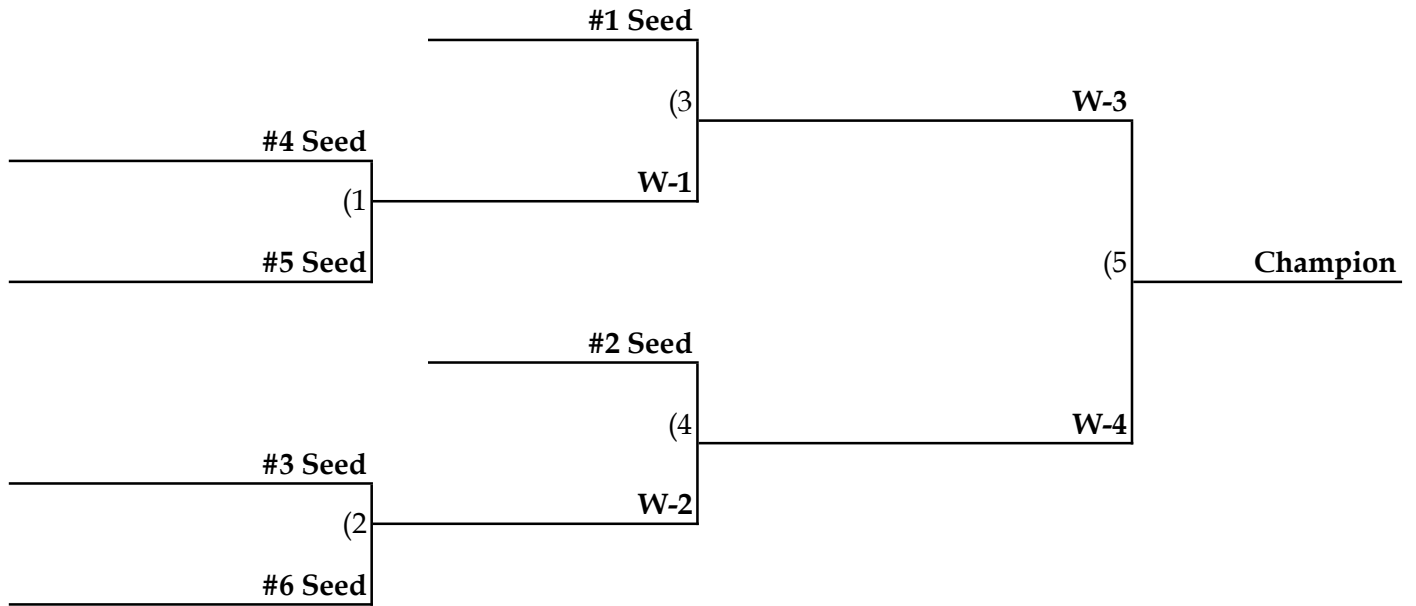 #1 Seed
(3
W-3
#4 Seed
W-1
(1
#5 Seed
(5
Champion
#2 Seed
(4
W-4
#3 Seed
W-2
(2
#6 Seed